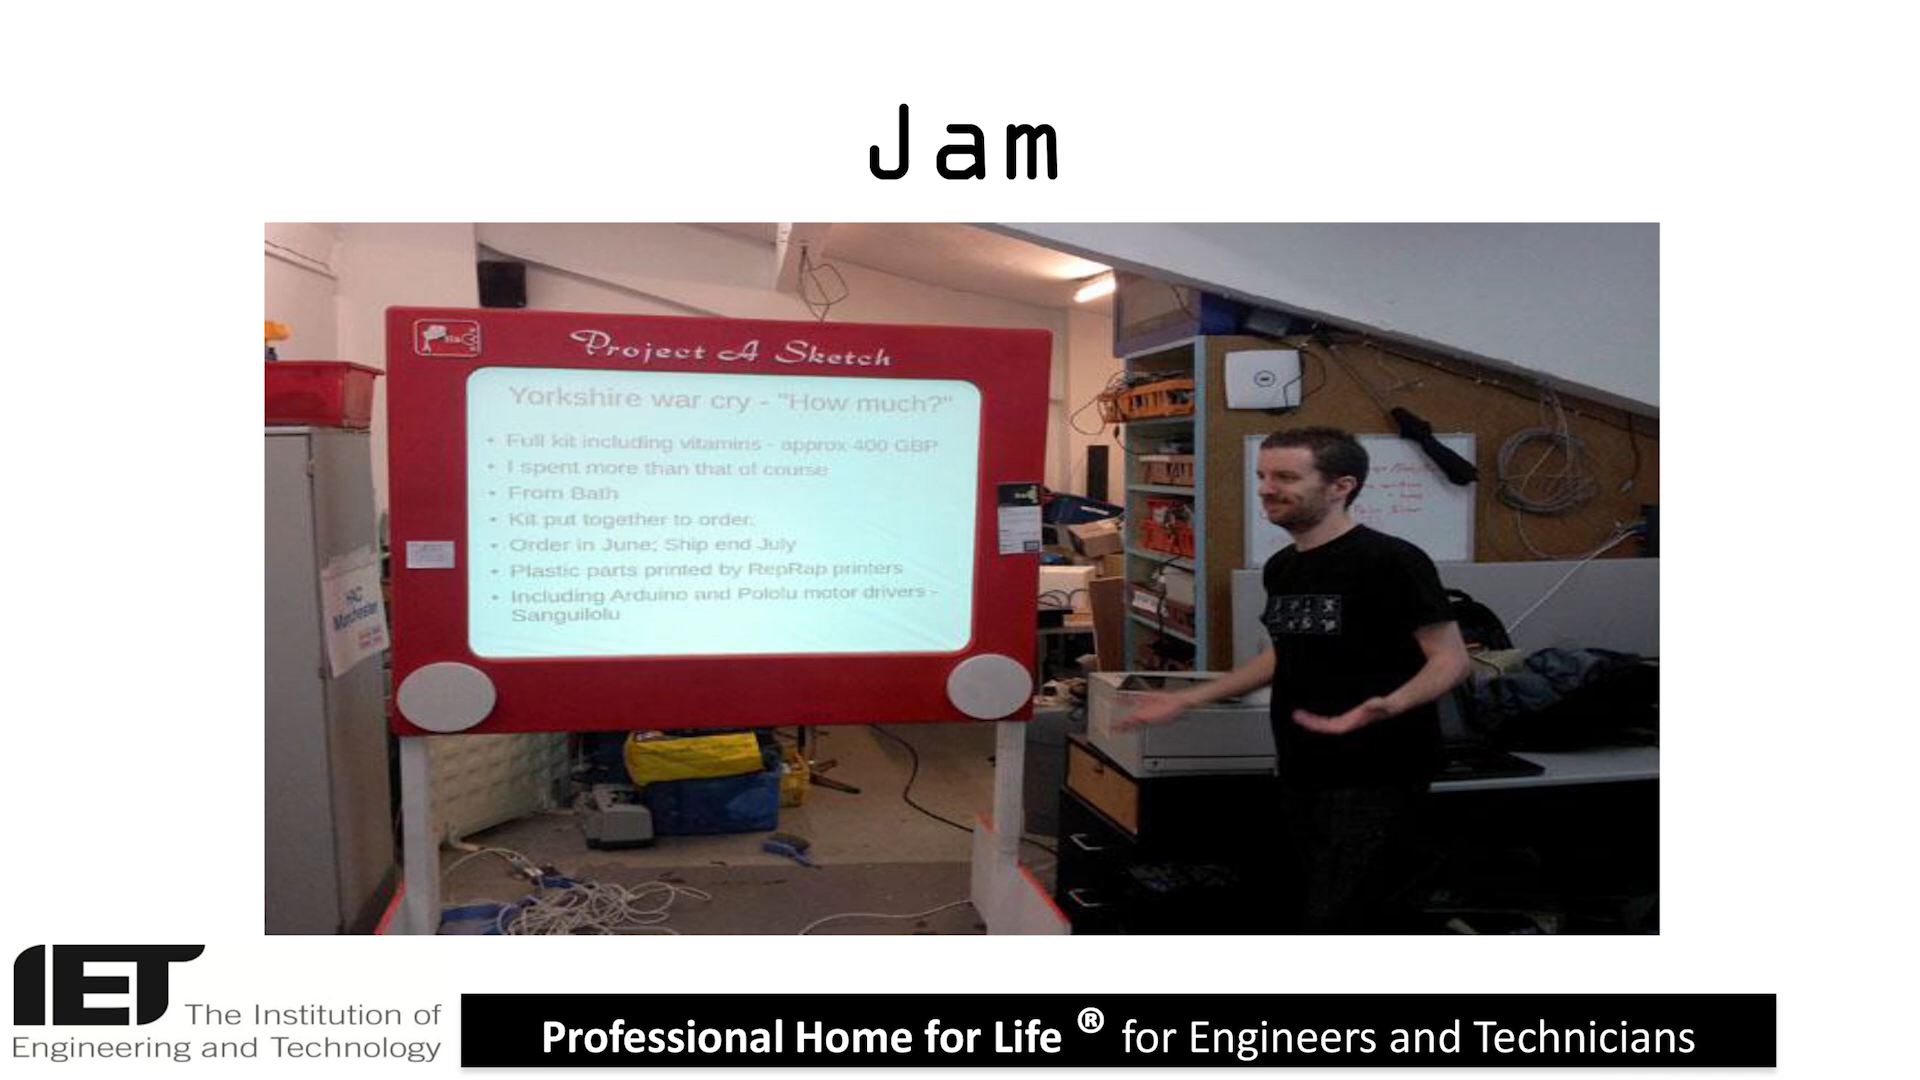 Jam
Project A Sketch
Yorkshire war cry - "How much?"
• Full kit including vitamins - approx 400 GBP
• I spent more than that of course
• From Bath
• Kit put together to order.
• Order in June; Ship end July
• Plastic parts printed by RepRap printers
• Including Arduino and Pololu motor drivers -
Sanguilolu
HAC
Manchester
IET
The Institution of
Engineering and Technology
Professional Home for Life ® for Engineers and Technicians